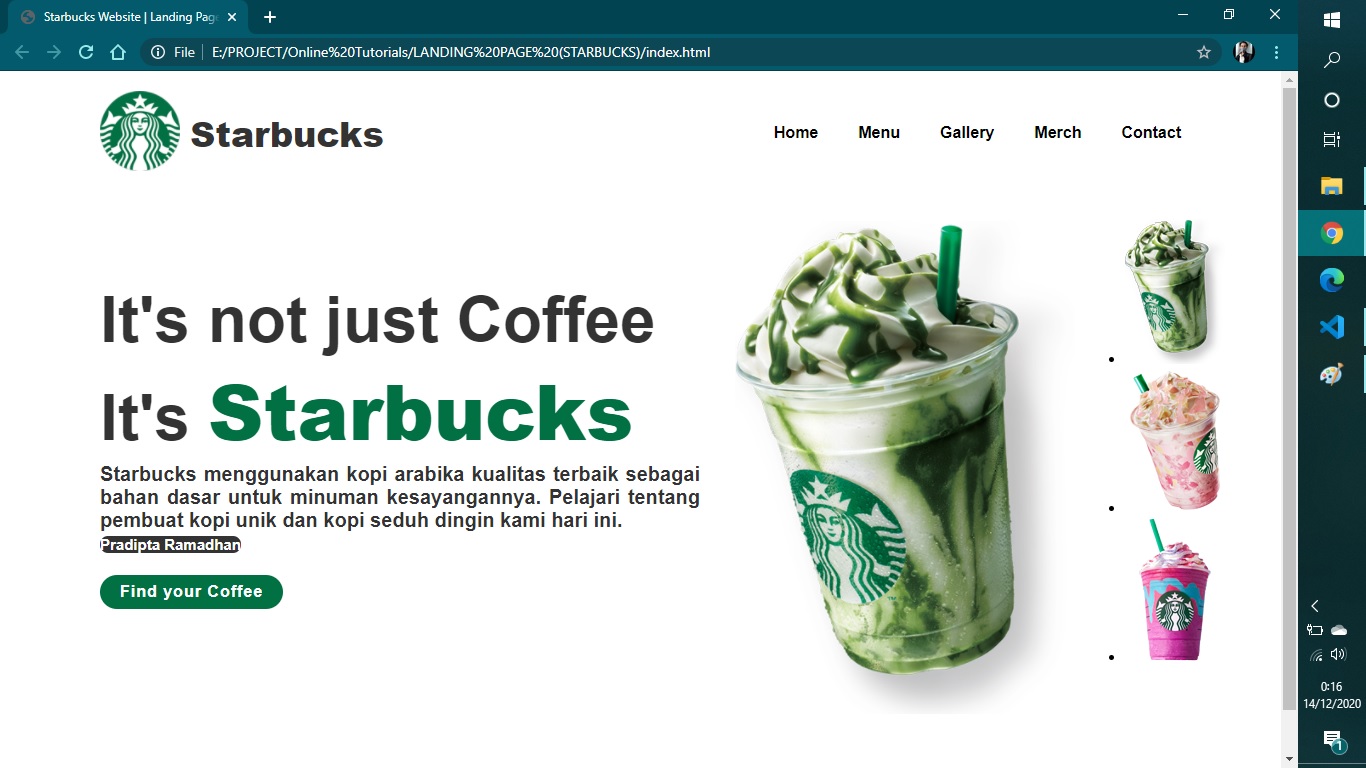 Starbucks Website | Landing Page
File
E:/PROJECT/Online%20Tutorials/LANDING%20PAGE%20(STARBUCKS)/index.html
Starbucks
Home
Menu
Gallery
Merch
Contact
It's not just Coffee
It's Starbucks
Starbucks menggunakan kopi arabika kualitas terbaik sebagai
bahan dasar untuk minuman kesayangannya. Pelajari tentang
pembuat kopi unik dan kopi seduh dingin kami hari ini.
Pradipta Ramadhan
Find your Coffee
0:16
14/12/2020
1